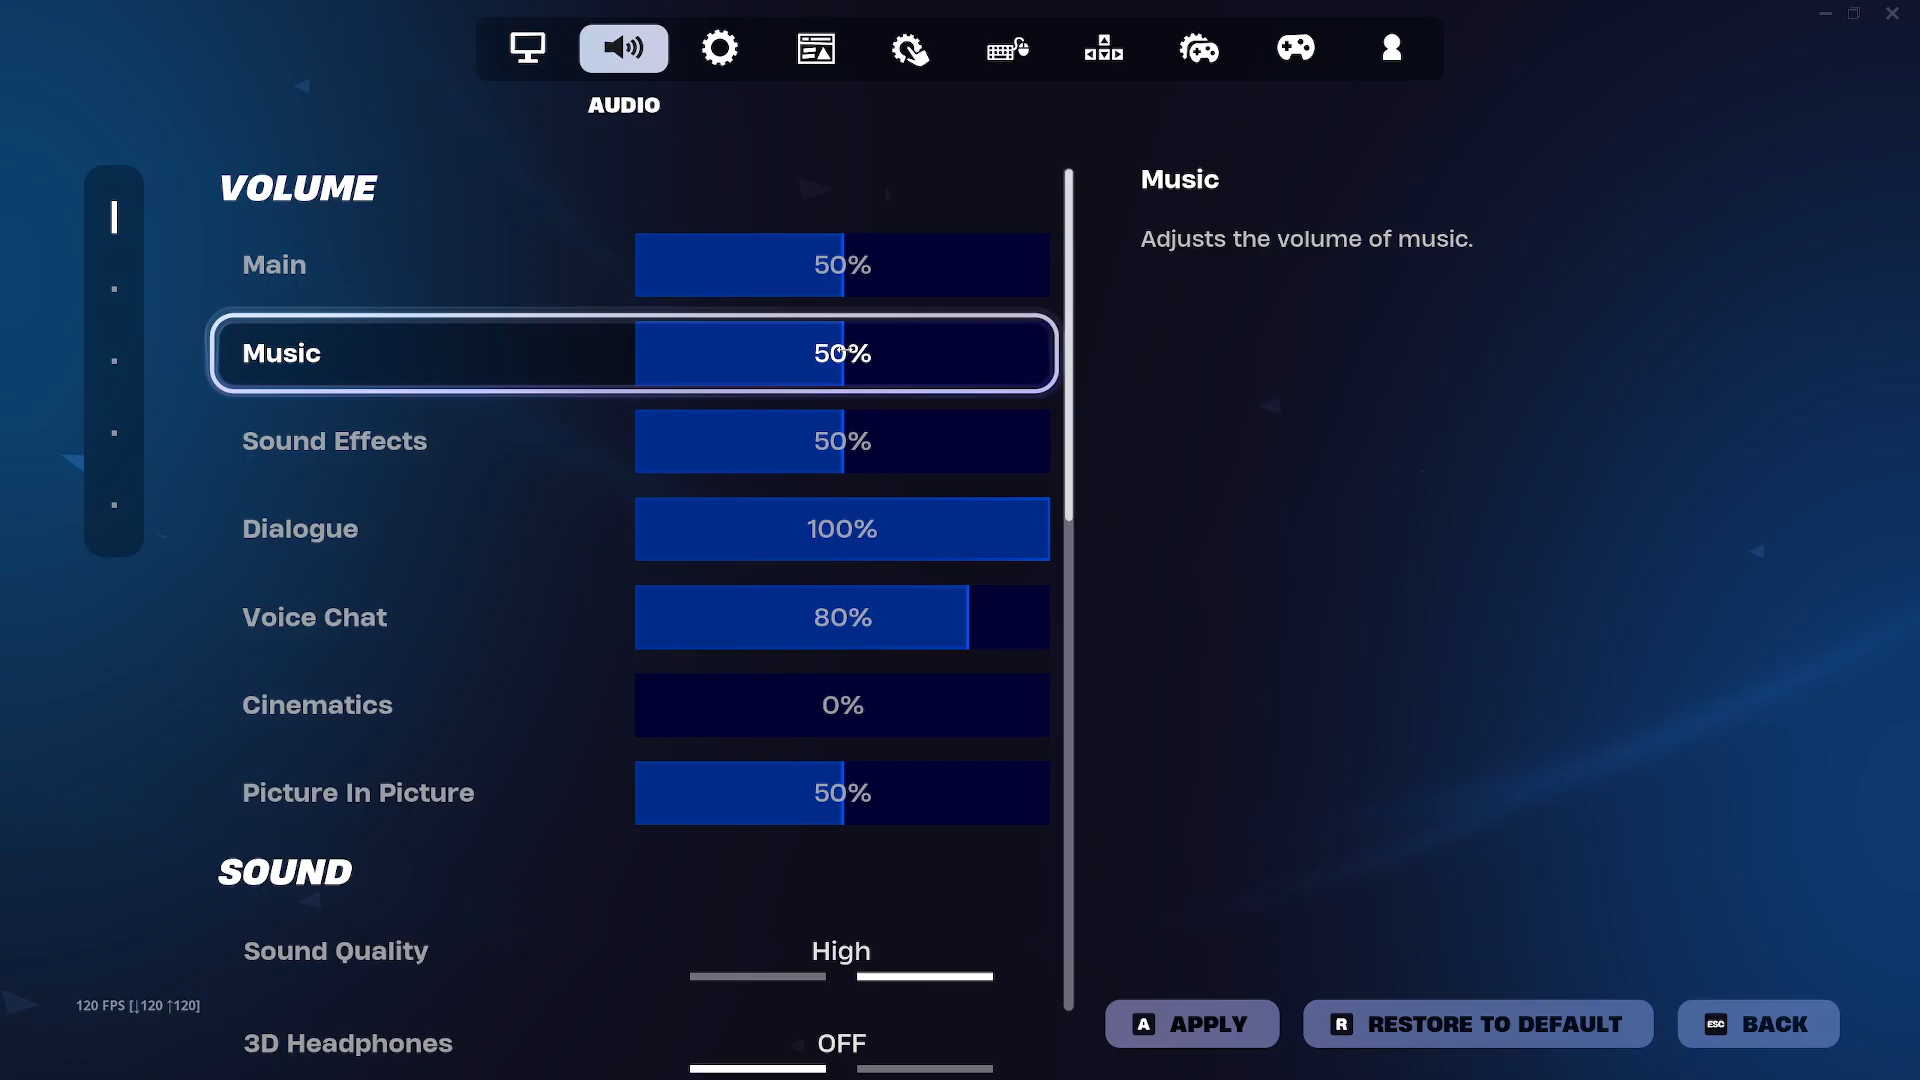 AUDIO
VOLUME
Main 50%
Music 50%
Sound Effects 50%
Dialogue 100%
Voice Chat 80%
Cinematics 0%
Picture In Picture 50%
SOUND
Sound Quality High
3D Headphones OFF
Music
Adjusts the volume of music.
120 FPS [↓120 ↑120]
A APPLY
R RESTORE TO DEFAULT
ESC BACK